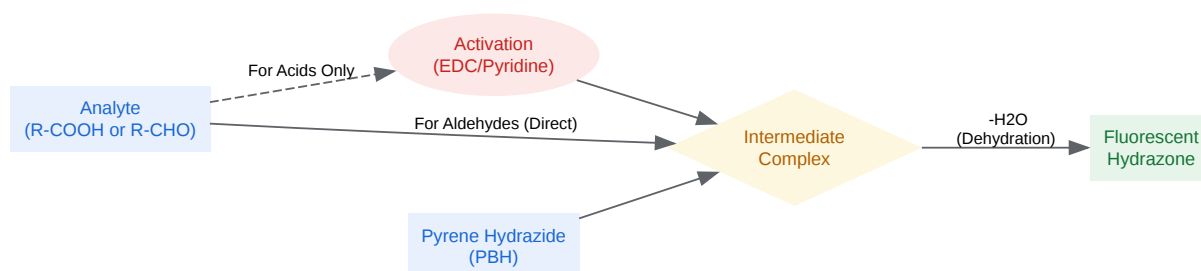 Activation
(EDC/Pyridine)
For Acids Only
Analyte
(R-COOH or R-CHO)
For Aldehydes (Direct)
Intermediate
Complex
-H2O
(Dehydration)
Fluorescent
Hydrazone
Pyrene Hydrazide
(PBH)